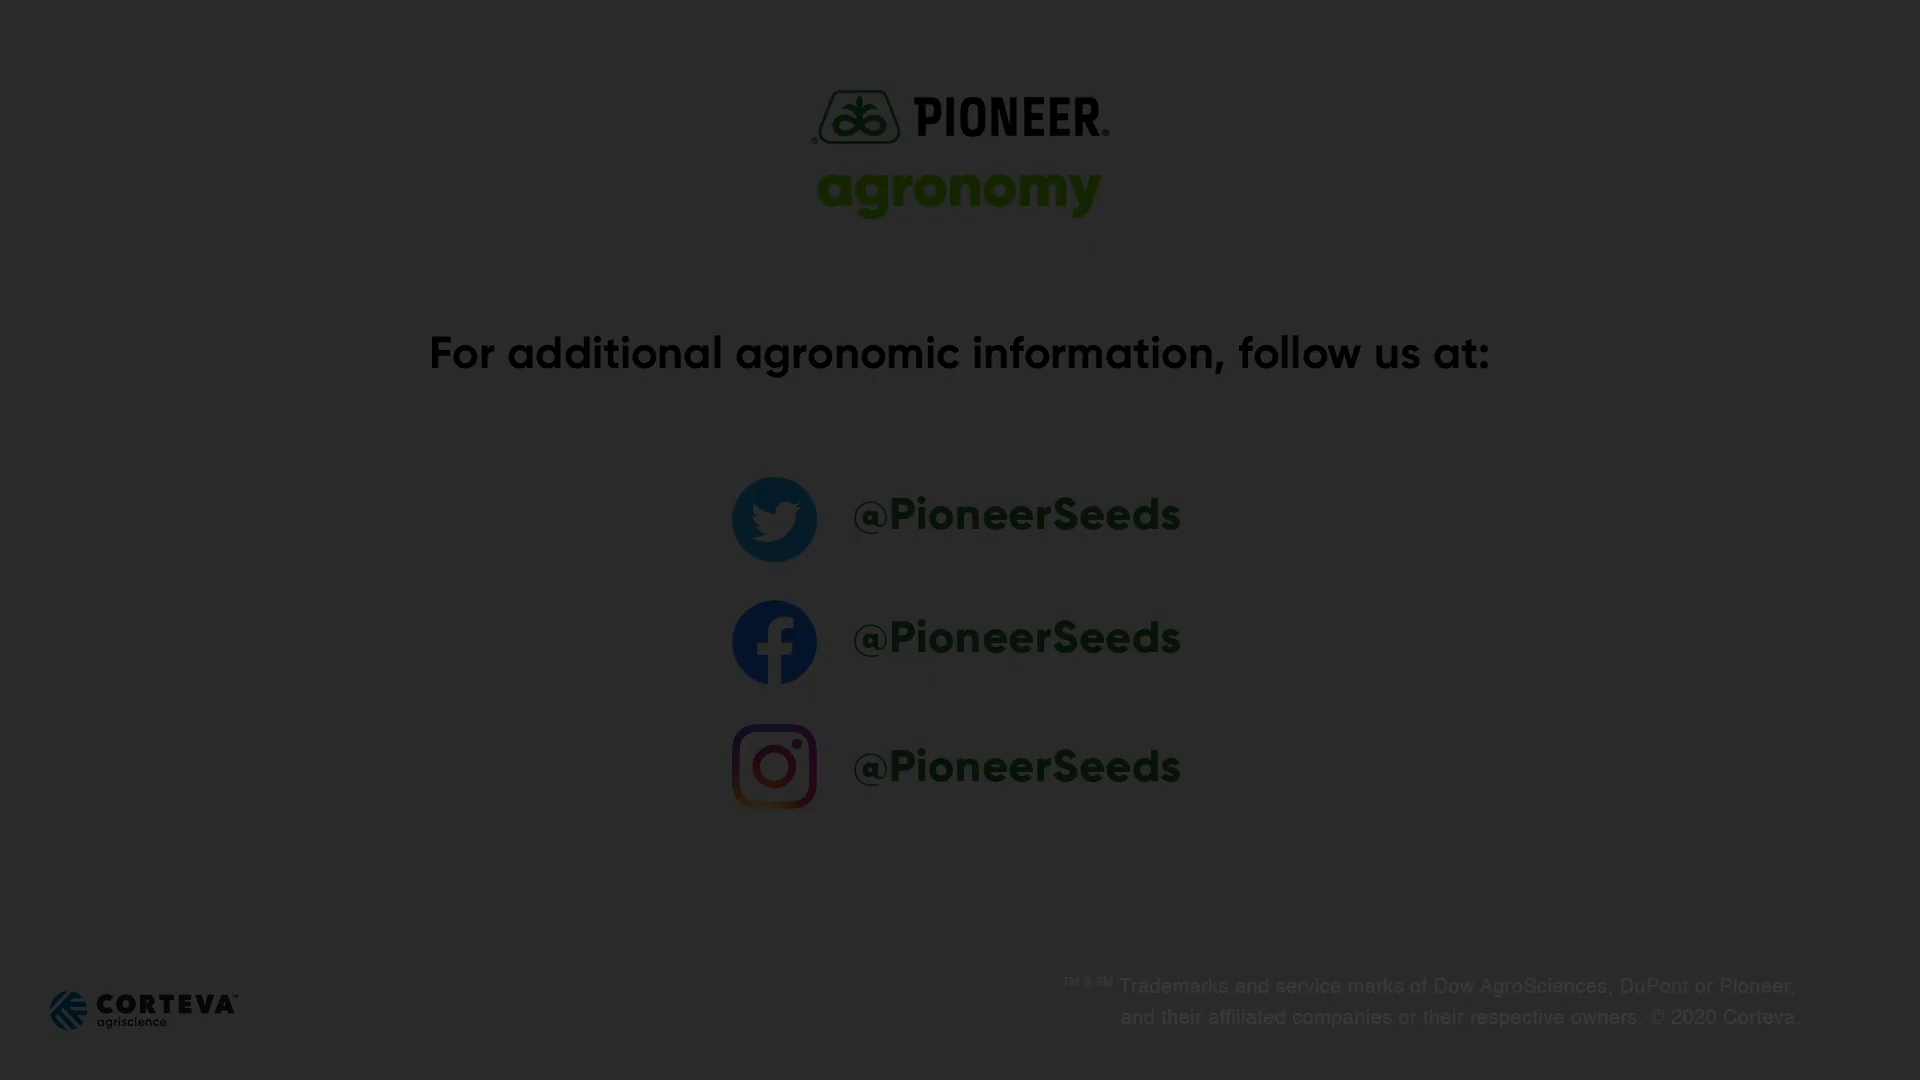 PIONEER®
agronomy
For additional agronomic information, follow us at:
@PioneerSeeds
@PioneerSeeds
@PioneerSeeds
CORTEVA™
agriscience
™ ® SM Trademarks and service marks of Dow AgroSciences, DuPont or Pioneer,
and their affiliated companies or their respective owners. © 2020 Corteva.